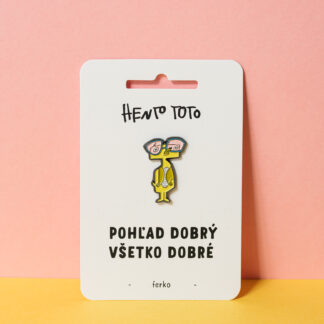 HENTO TOTO
POHĽAD DOBRÝ
VŠETKO DOBRÉ
- ferko -